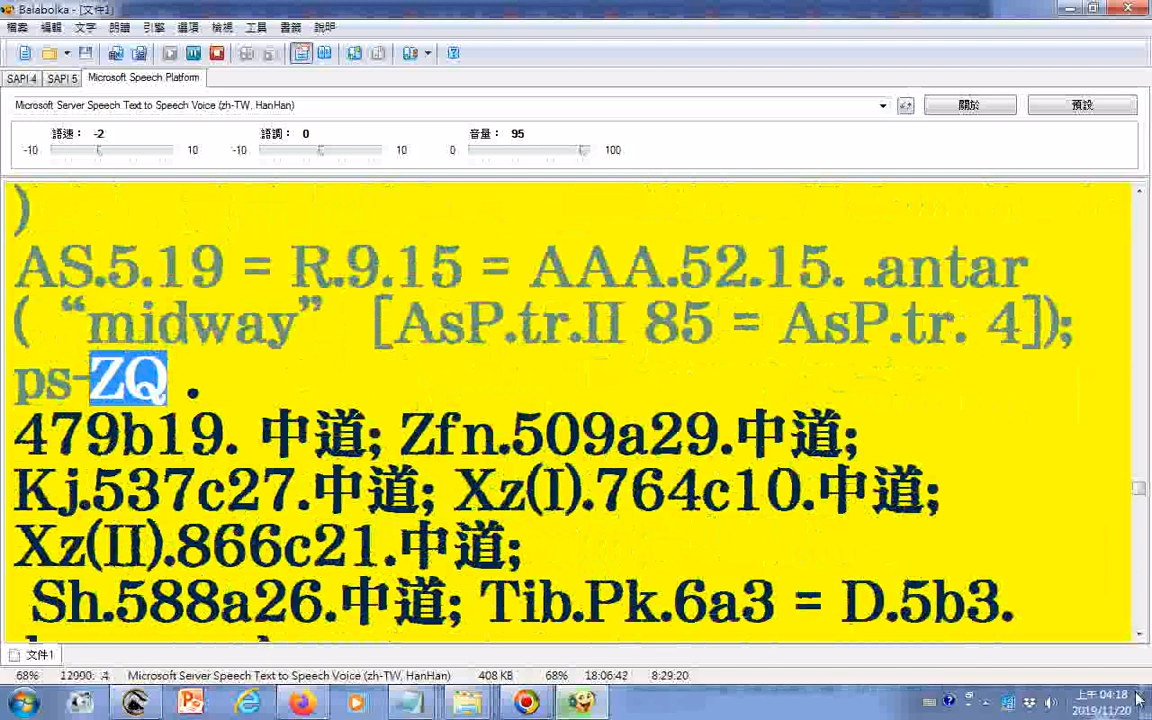 Balabolka - [文件1]
檔案 編輯 文字 朗讀 引擎 選項 檢視 工具 書籤 說明
SAPI 4 SAPI 5 Microsoft Speech Platform
Microsoft Server Speech Text to Speech Voice (zh-TW, HanHan) 關於 預設
語速： -2 語調： 0 音量： 95
-10 10 -10 10 0 100
)
AS.5.19 = R.9.15 = AAA.52.15. .antar
( “midway” [AsP.tr.II 85 = AsP.tr. 4]);
ps-ZQ .
479b19. 中道; Zfn.509a29.中道;
Kj.537c27.中道; Xz(I).764c10.中道;
Xz(II).866c21.中道;
Sh.588a26.中道; Tib.Pk.6a3 = D.5b3.
文件1
68% Microsoft Server Speech Text to Speech Voice (zh-TW, HanHan) 408 KB 68% 18:06:42 8:29:20
上午 04:18
2019/11/20